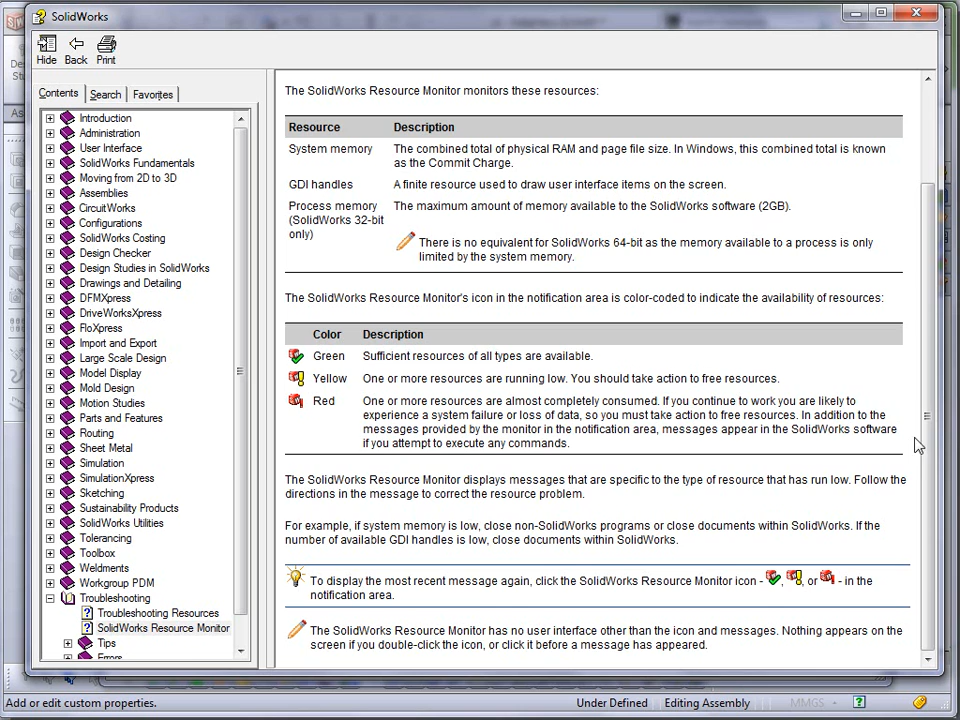 SolidWorks
Hide Back Print
Contents Search Favorites
Introduction
Administration
User Interface
SolidWorks Fundamentals
Moving from 2D to 3D
Assemblies
CircuitWorks
Configurations
SolidWorks Costing
Design Checker
Design Studies in SolidWorks
Drawings and Detailing
DFMXpress
DriveWorksXpress
FloXpress
Import and Export
Large Scale Design
Model Display
Mold Design
Motion Studies
Parts and Features
Routing
Sheet Metal
Simulation
SimulationXpress
Sketching
Sustainability Products
SolidWorks Utilities
Tolerancing
Toolbox
Weldments
Workgroup PDM
Troubleshooting
Troubleshooting Resources
SolidWorks Resource Monitor
Tips
Errors
The SolidWorks Resource Monitor monitors these resources:
Resource Description
System memory The combined total of physical RAM and page file size. In Windows, this combined total is known
as the Commit Charge.
GDI handles A finite resource used to draw user interface items on the screen.
Process memory The maximum amount of memory available to the SolidWorks software (2GB).
(SolidWorks 32-bit
only)
There is no equivalent for SolidWorks 64-bit as the memory available to a process is only
limited by the system memory.
The SolidWorks Resource Monitor's icon in the notification area is color-coded to indicate the availability of resources:
Color Description
Green Sufficient resources of all types are available.
Yellow One or more resources are running low. You should take action to free resources.
Red One or more resources are almost completely consumed. If you continue to work you are likely to
experience a system failure or loss of data, so you must take action to free resources. In addition to the
messages provided by the monitor in the notification area, messages appear in the SolidWorks software
if you attempt to execute any commands.
The SolidWorks Resource Monitor displays messages that are specific to the type of resource that has run low. Follow the
directions in the message to correct the resource problem.
For example, if system memory is low, close non-SolidWorks programs or close documents within SolidWorks. If the
number of available GDI handles is low, close documents within SolidWorks.
To display the most recent message again, click the SolidWorks Resource Monitor icon - , , or - in the
notification area.
The SolidWorks Resource Monitor has no user interface other than the icon and messages. Nothing appears on the
screen if you double-click the icon, or click it before a message has appeared.
Add or edit custom properties. Under Defined Editing Assembly MMGS